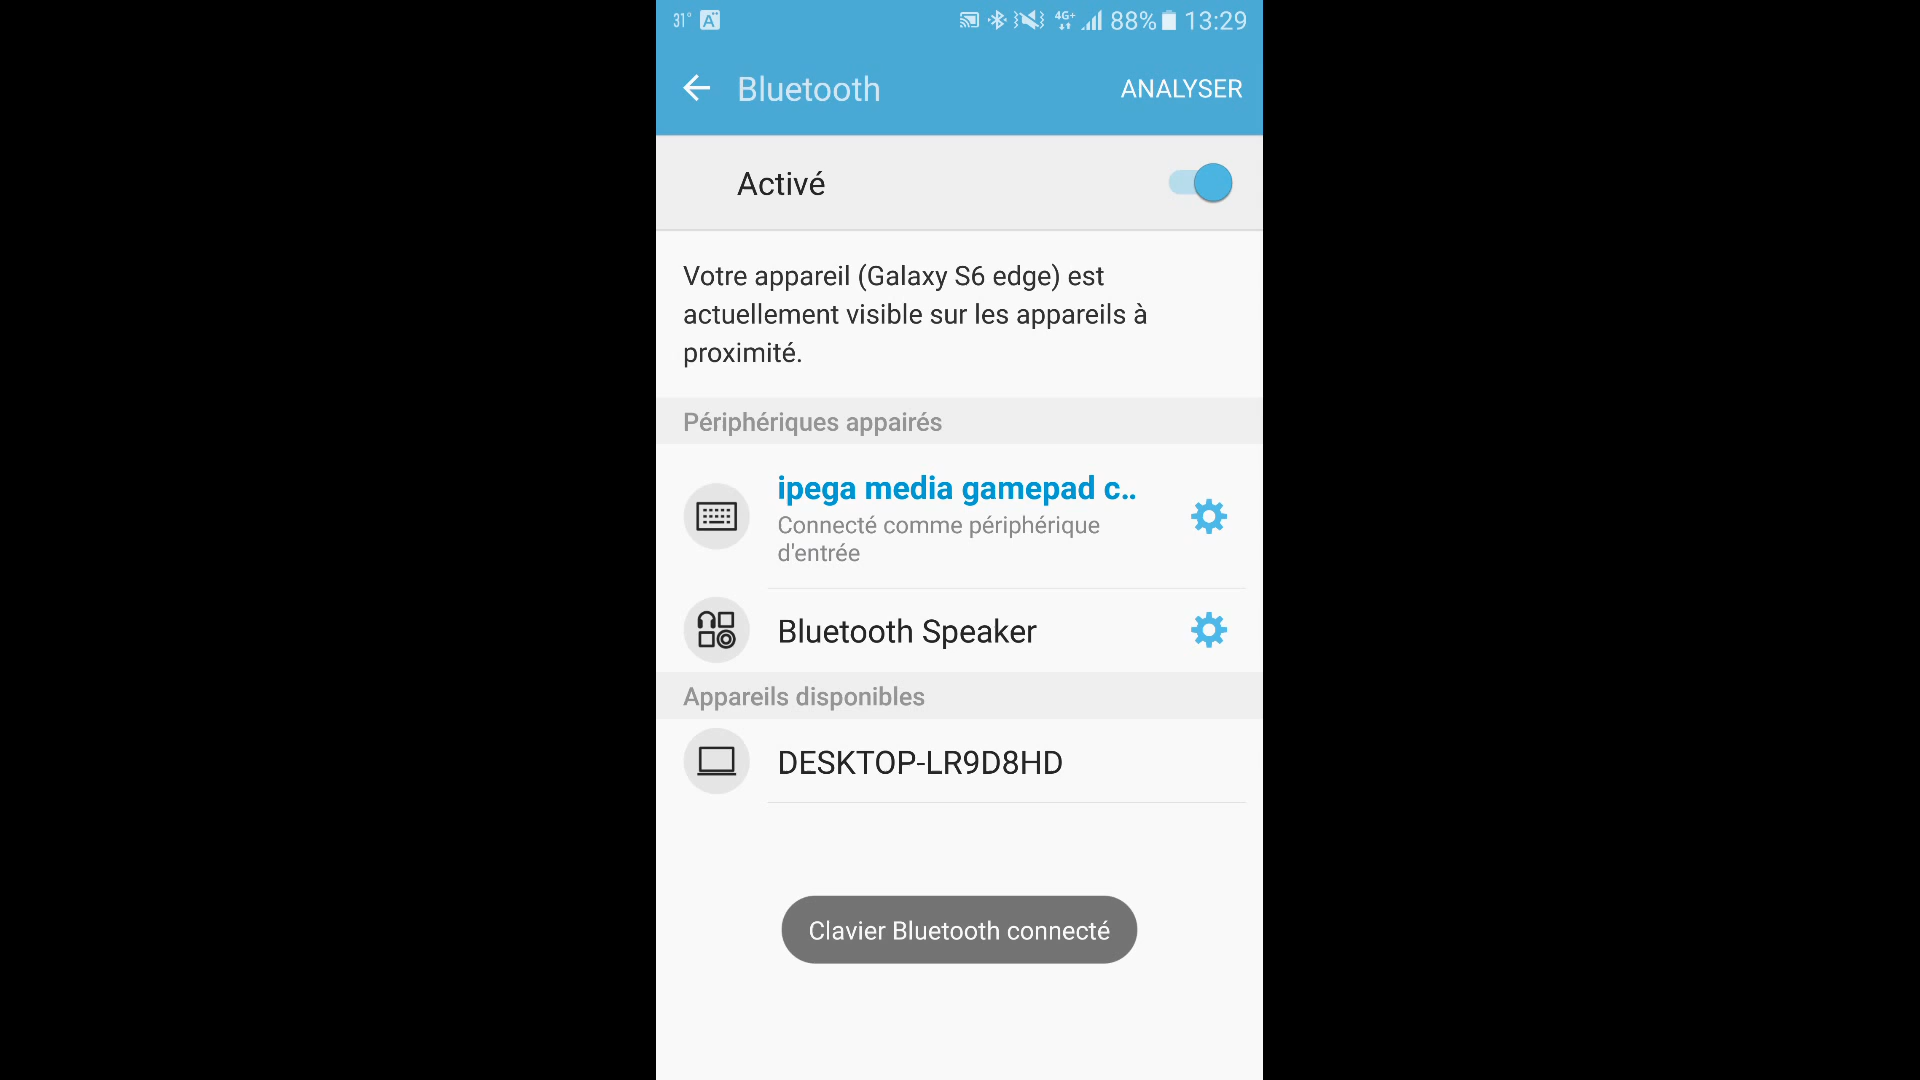 31° A 4G+ 88% 13:29
Bluetooth ANALYSER
Activé
Votre appareil (Galaxy S6 edge) est
actuellement visible sur les appareils à
proximité.
Périphériques appairés
ipega media gamepad c..
Connecté comme périphérique
d'entrée
Bluetooth Speaker
Appareils disponibles
DESKTOP-LR9D8HD
Clavier Bluetooth connecté